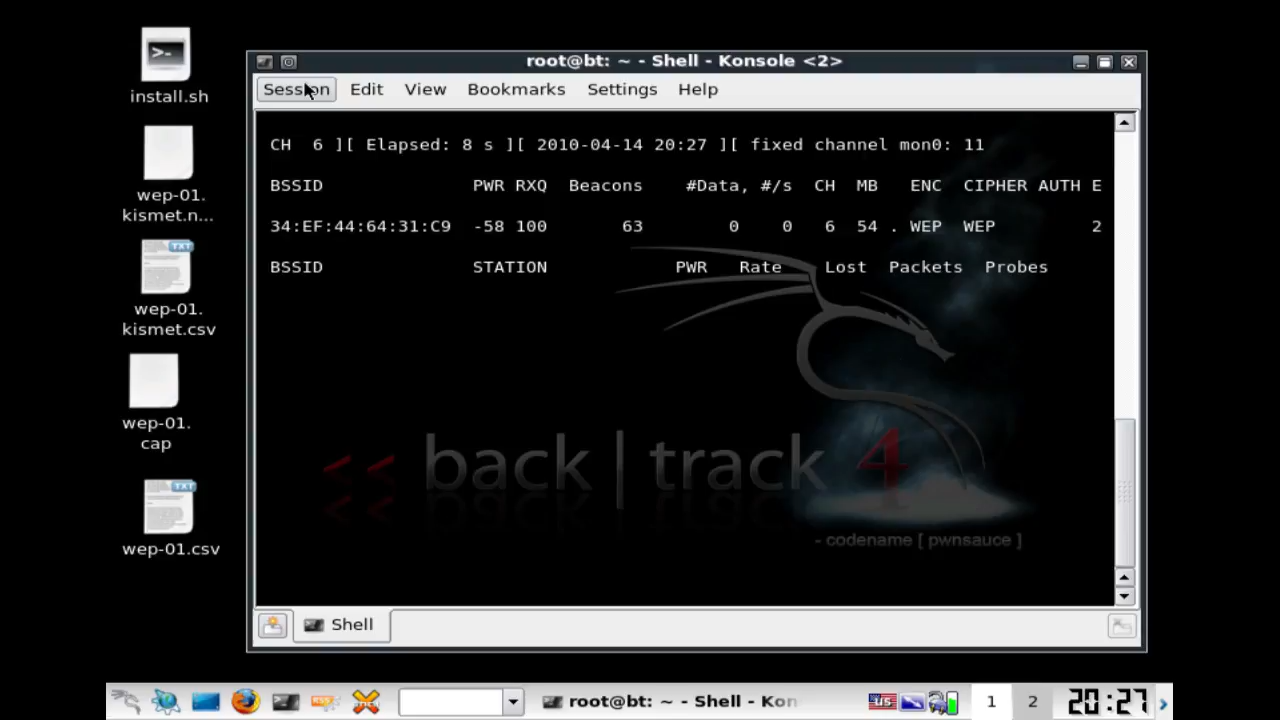 install.sh
wep-01.
kismet.n...
wep-01.
kismet.csv
wep-01.
cap
wep-01.csv
root@bt: ~ - Shell - Konsole <2>
Session Edit View Bookmarks Settings Help
CH 6 ][ Elapsed: 8 s ][ 2010-04-14 20:27 ][ fixed channel mon0: 11
BSSID PWR RXQ Beacons #Data, #/s CH MB ENC CIPHER AUTH E
34:EF:44:64:31:C9 -58 100 63 0 0 6 54 . WEP WEP 2
BSSID STATION PWR Rate Lost Packets Probes
<< back | track 4
- codename [ pwnsauce ]
Shell
root@bt: ~ - Shell - Kon
1 2 20:27
TXT
TXT